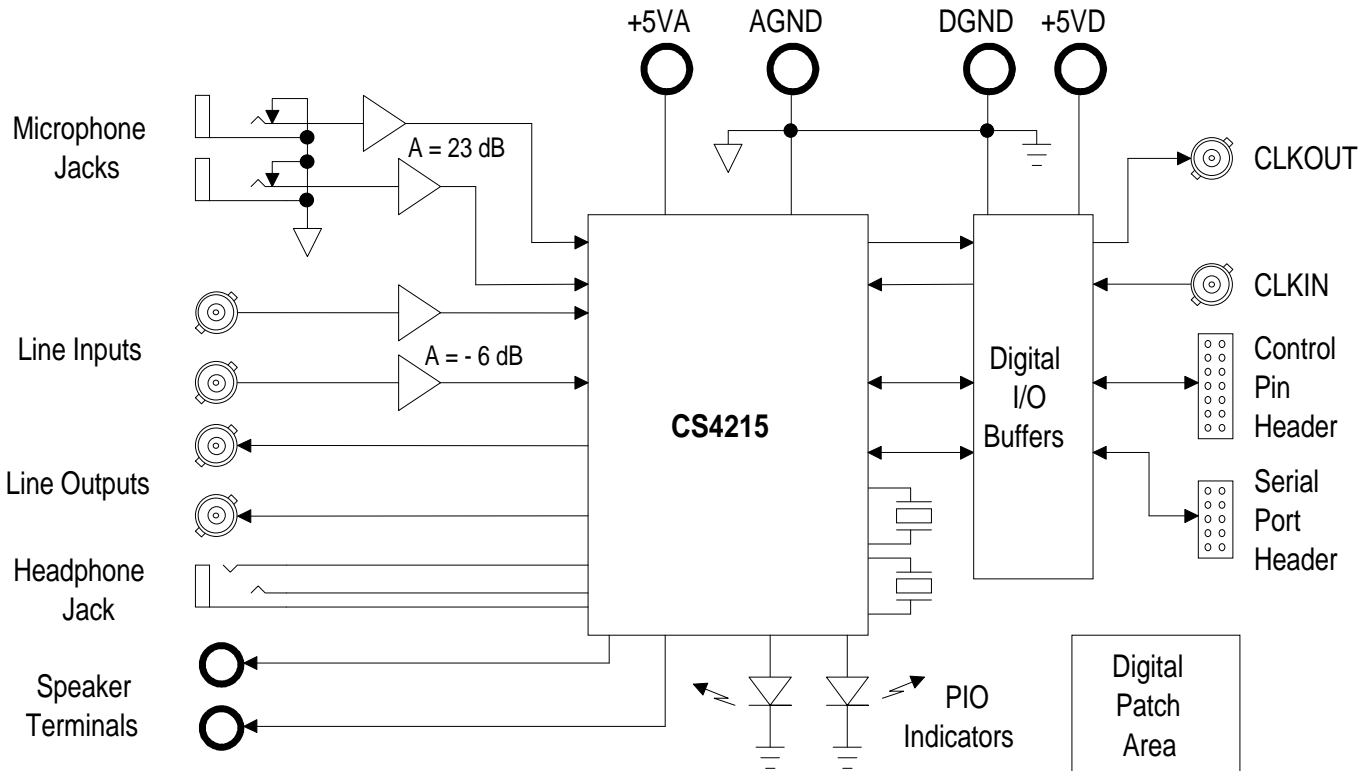 +5VA
AGND
DGND
+5VD
Microphone
Jacks
A = 23 dB
CLKOUT
CLKIN
Line Inputs
A = - 6 dB
CS4215
Digital
I/O
Buffers
Control
Pin
Header
Line Outputs
Serial
Port
Header
Headphone
Jack
Speaker
Terminals
PIO
Indicators
Digital
Patch
Area